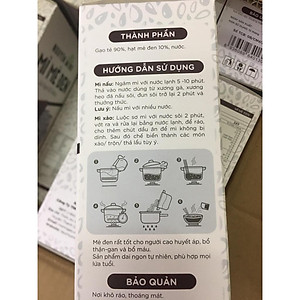 THÀNH PHẦN
Gạo tẻ 90%, hạt mè đen 10%, nước.
HƯỚNG DẪN SỬ DỤNG
Mì nấu: Ngâm mì với nước lạnh 5 -10 phút.
Thả vào nước dùng từ xương gà, xương
heo đã nấu sôi, đun sôi trở lại 2 phút và
thưởng thức.
Lưu ý: Nấu mì với nhiều nước.
Mì xào: Luộc sơ mì với nước sôi 2 phút,
vớt ra và rửa lại bằng nước lạnh, để ráo,
cho thêm chút dầu ăn để mì không bị
dính. Sau đó chế biến thành các món
xào/ trộn/ thả lẩu tùy ý.
1
2
3
4
5
6
Mè đen rất tốt cho người cao huyết áp, bổ
thận-gan và bổ máu.
Sản phẩm dai ngon tự nhiên, phù hợp mọi
lứa tuổi.
BẢO QUẢN
Nơi khô ráo, thoáng mát.